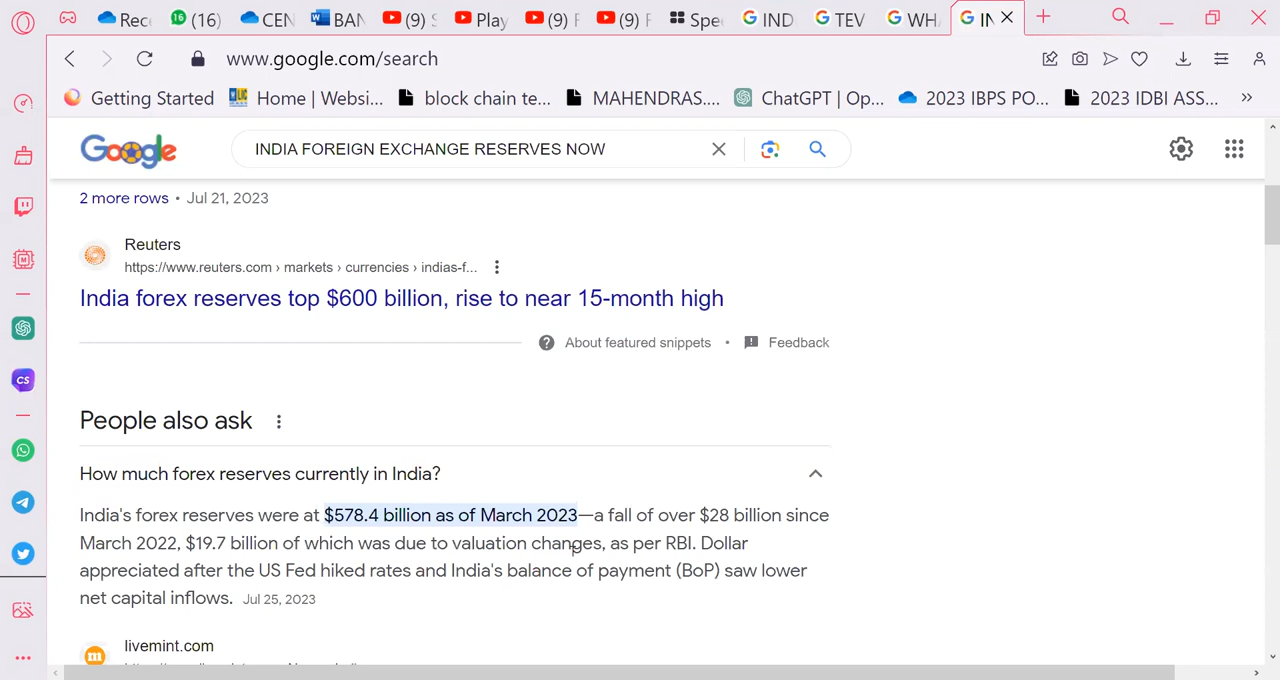 Rece (16) CEN BAN (9) S Play (9) F (9) F Spe IND TEV WHA IN
www.google.com/search
Getting Started Home | Websi... block chain te... MAHENDRAS.... ChatGPT | Op... 2023 IBPS PO... 2023 IDBI ASS... »
Google INDIA FOREIGN EXCHANGE RESERVES NOW
2 more rows • Jul 21, 2023
Reuters
https://www.reuters.com › markets › currencies › indias-f...
India forex reserves top $600 billion, rise to near 15-month high
About featured snippets • Feedback
People also ask
How much forex reserves currently in India?
India's forex reserves were at $578.4 billion as of March 2023—a fall of over $28 billion since
March 2022, $19.7 billion of which was due to valuation changes, as per RBI. Dollar
appreciated after the US Fed hiked rates and India's balance of payment (BoP) saw lower
net capital inflows. Jul 25, 2023
livemint.com